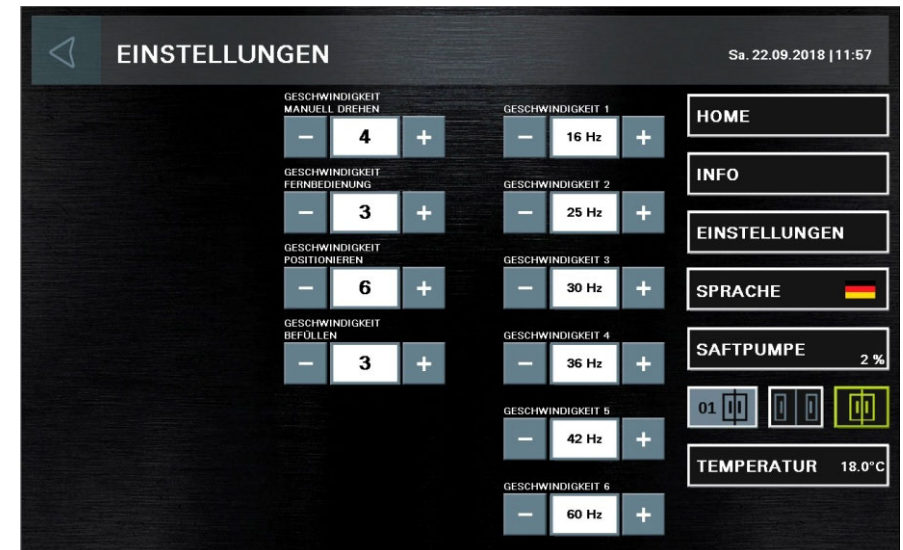 EINSTELLUNGEN
Sa. 22.09.2018 | 11:57
GESCHWINDIGKEIT
MANUELL DREHEN
− 4 +
GESCHWINDIGKEIT
FERNBEDIENUNG
− 3 +
GESCHWINDIGKEIT
POSITIONIEREN
− 6 +
GESCHWINDIGKEIT
BEFÜLLEN
− 3 +
GESCHWINDIGKEIT 1
− 16 Hz +
GESCHWINDIGKEIT 2
− 25 Hz +
GESCHWINDIGKEIT 3
− 30 Hz +
GESCHWINDIGKEIT 4
− 36 Hz +
GESCHWINDIGKEIT 5
− 42 Hz +
GESCHWINDIGKEIT 6
− 60 Hz +
HOME
INFO
EINSTELLUNGEN
SPRACHE
SAFTPUMPE 2 %
01
TEMPERATUR 18.0°C